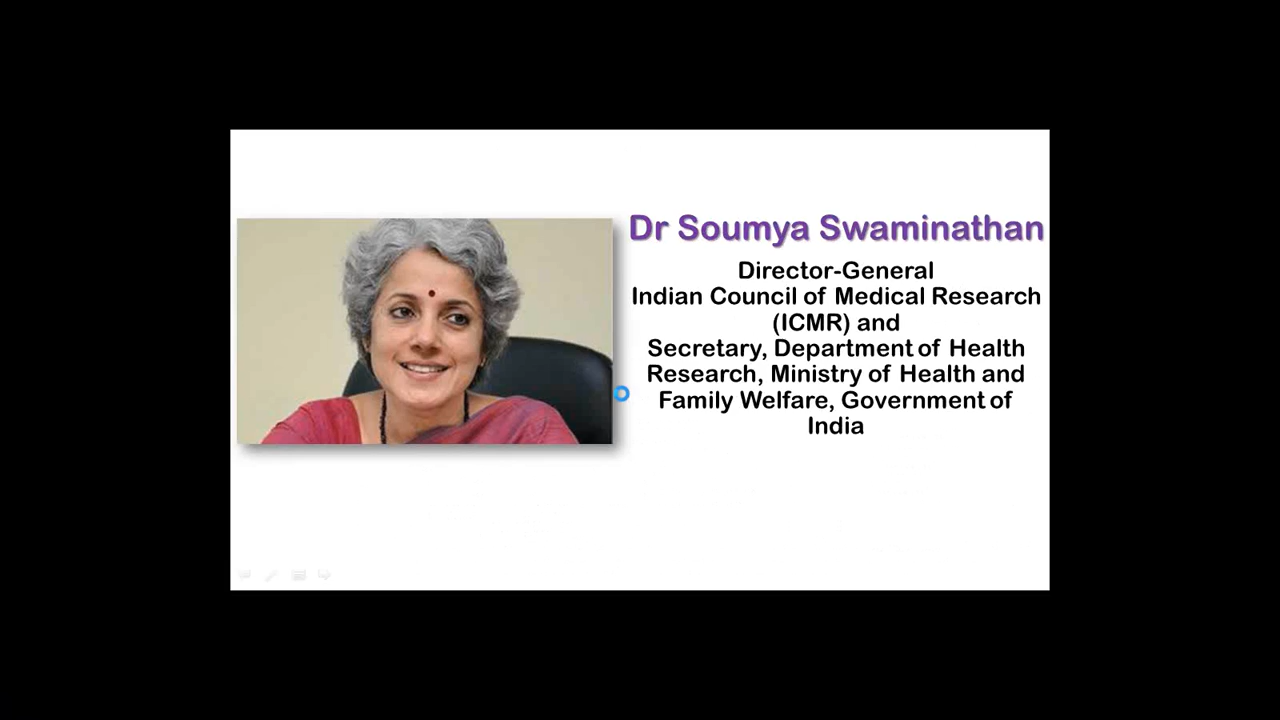 Dr Soumya Swaminathan
Director-General
Indian Council of Medical Research
(ICMR) and
Secretary, Department of Health
Research, Ministry of Health and
Family Welfare, Government of
India